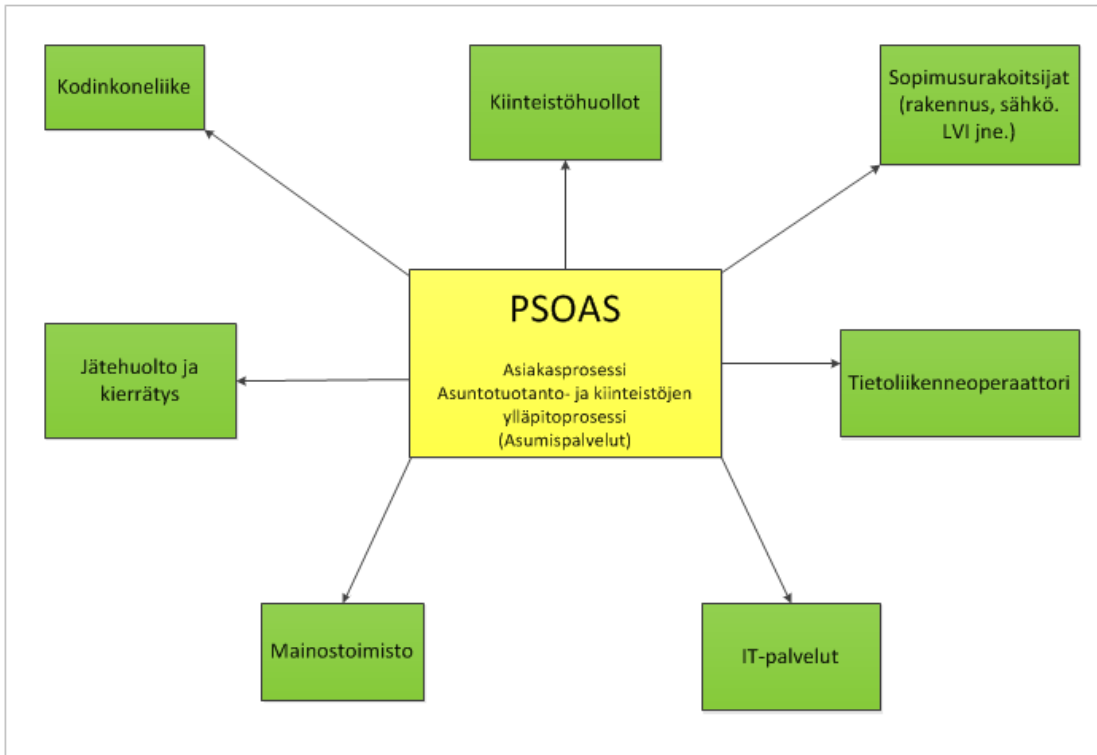 Kodinkoneliike
Kiinteistöhuollot
Sopimusurakoitsijat
(rakennus, sähkö.
LVI jne.)
PSOAS
Asiakasprosessi
Asuntotuotanto- ja kiinteistöjen
ylläpitoprosessi
(Asumispalvelut)
Jätehuolto ja
kierrätys
Tietoliikenneoperaattori
Mainostoimisto
IT-palvelut